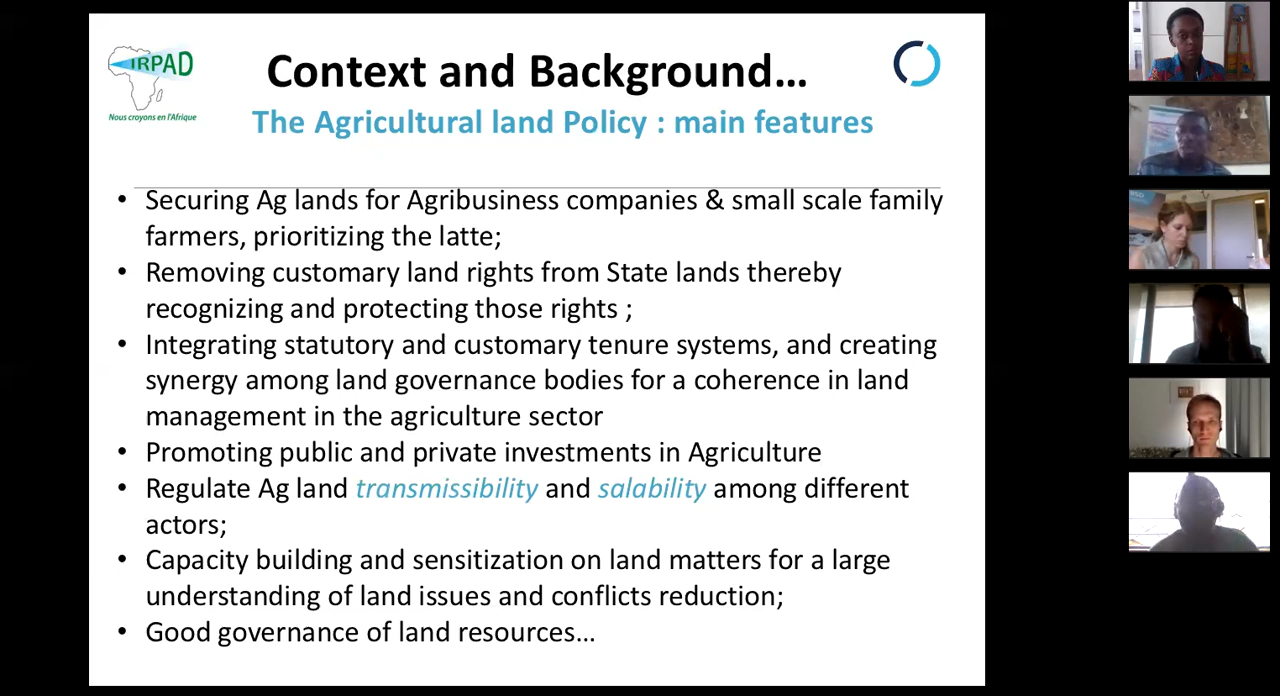 IRPAD
Nous croyons en l'Afrique
Context and Background…
The Agricultural land Policy : main features
• Securing Ag lands for Agribusiness companies & small scale family
farmers, prioritizing the latte;
• Removing customary land rights from State lands thereby
recognizing and protecting those rights ;
• Integrating statutory and customary tenure systems, and creating
synergy among land governance bodies for a coherence in land
management in the agriculture sector
• Promoting public and private investments in Agriculture
• Regulate Ag land transmissibility and salability among different
actors;
• Capacity building and sensitization on land matters for a large
understanding of land issues and conflicts reduction;
• Good governance of land resources…